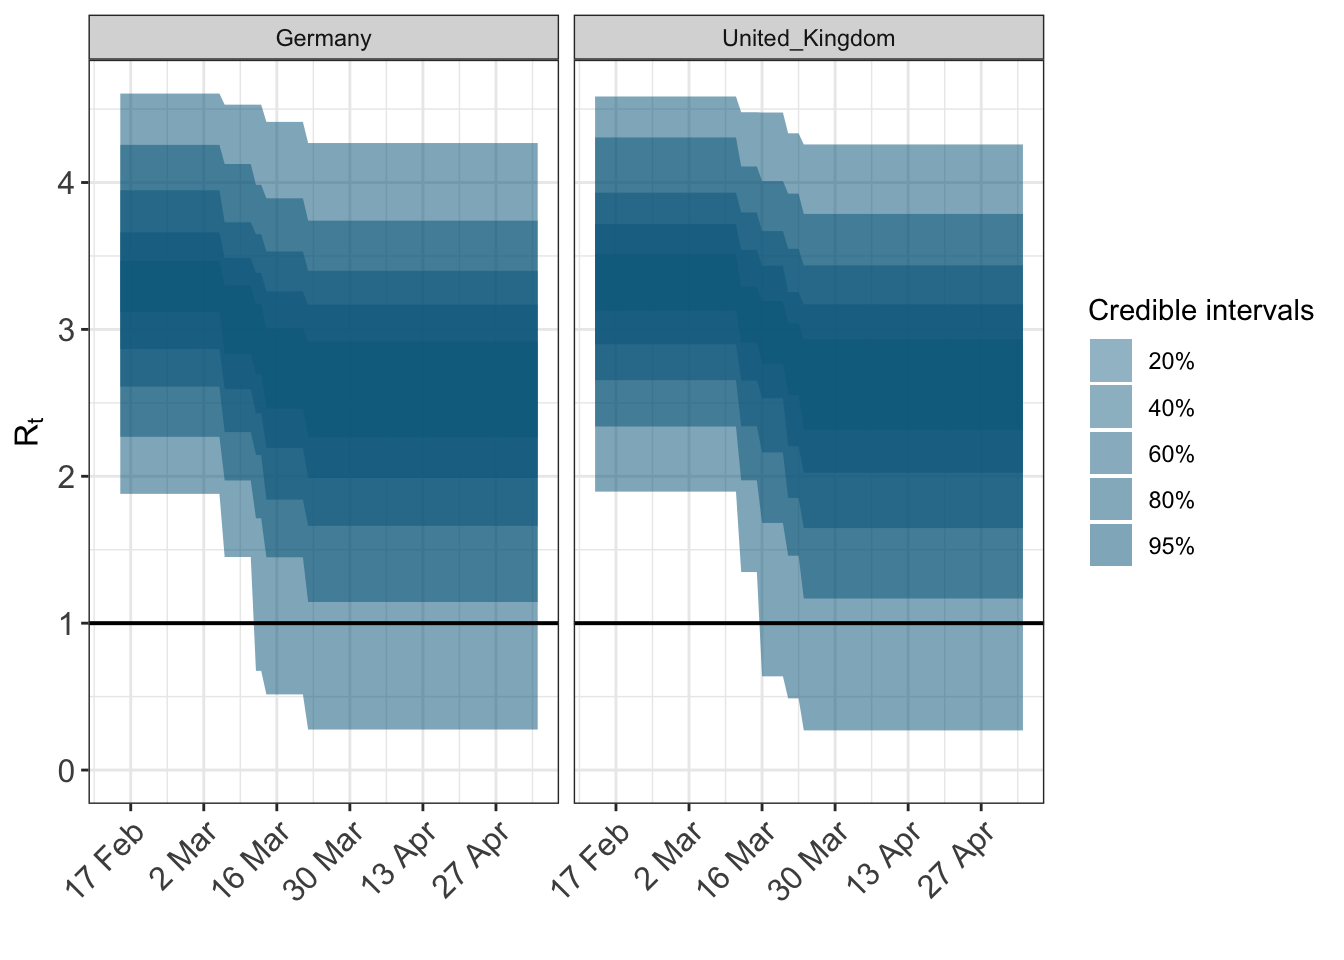 Germany
United_Kingdom
4
3
2
1
0
Rt
17 Feb
2 Mar
16 Mar
30 Mar
13 Apr
27 Apr
17 Feb
2 Mar
16 Mar
30 Mar
13 Apr
27 Apr
Credible intervals
20%
40%
60%
80%
95%